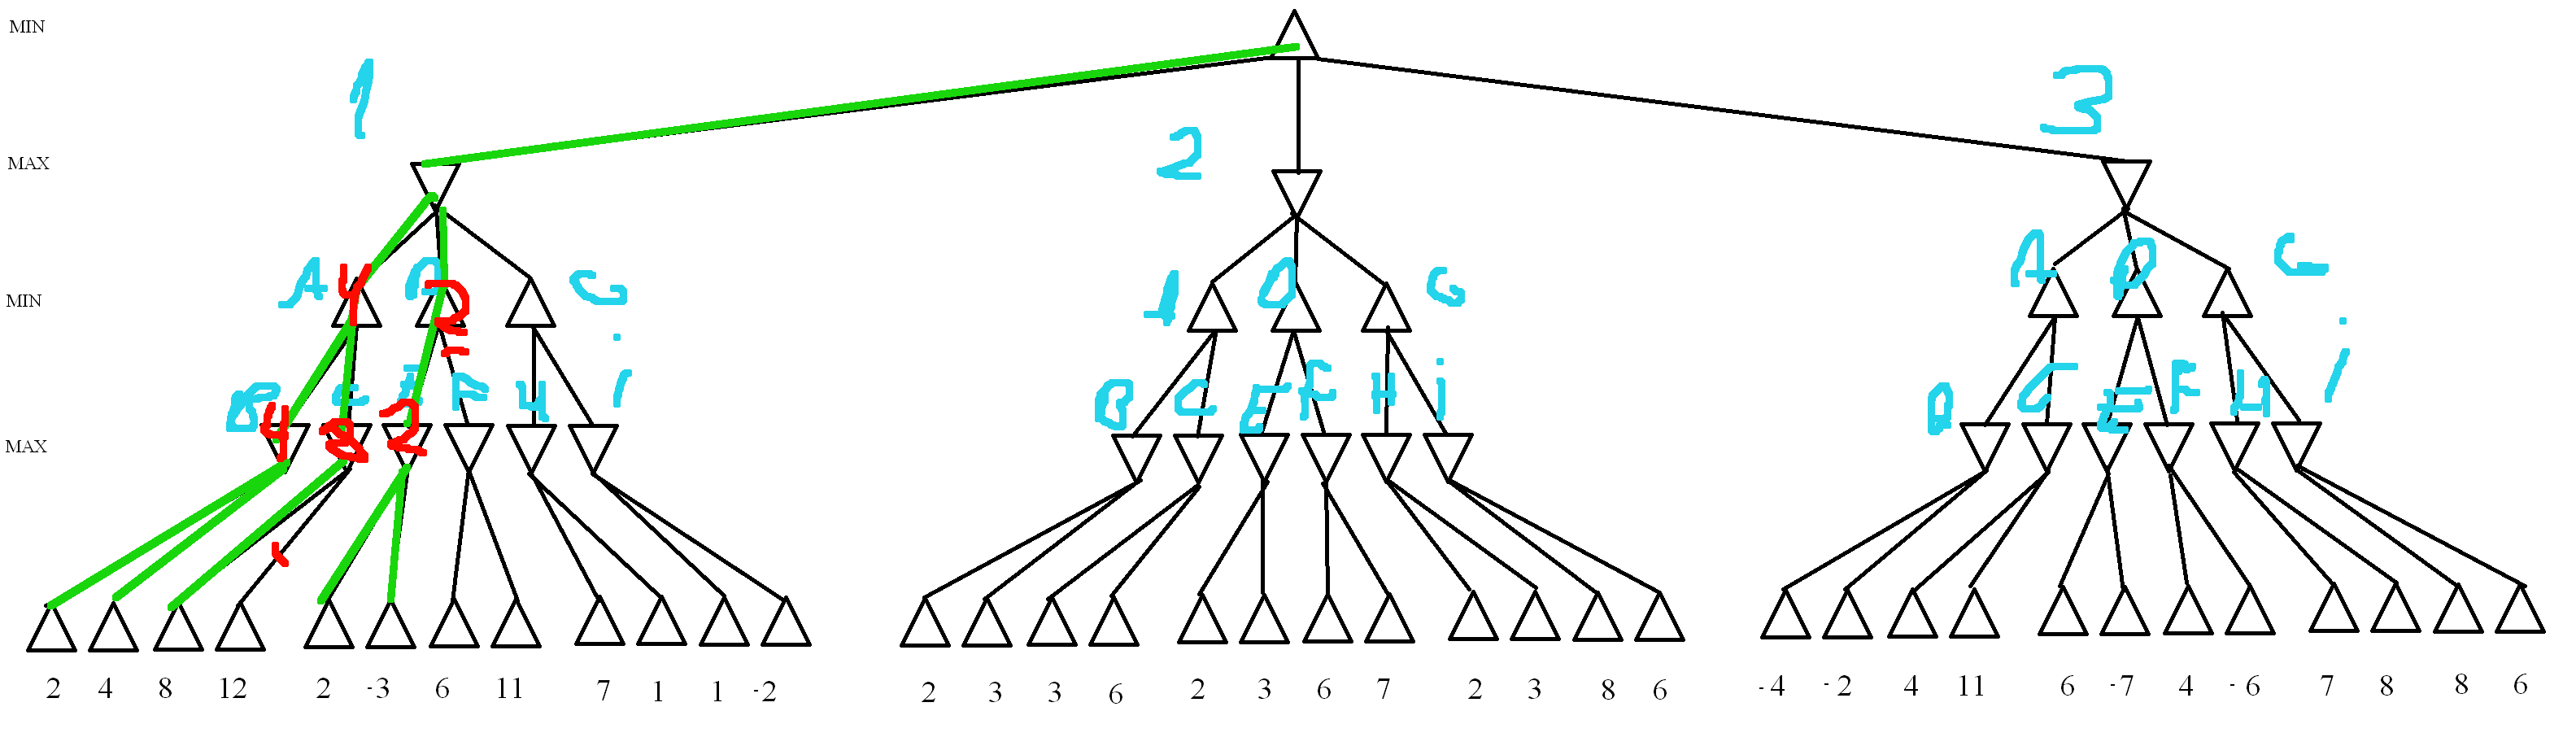 MIN
1
2
3
MAX
A 4 2 G
A D G
A D G
MIN
B C E F H i
B C E F H i
B C E F H i
4 8 2
MAX
2 4 8 12 2 -3 6 11 7 1 1 -2
2 3 3 6 2 3 6 7 2 3 8 6
-4 -2 4 11 6 -7 4 -6 7 8 8 6